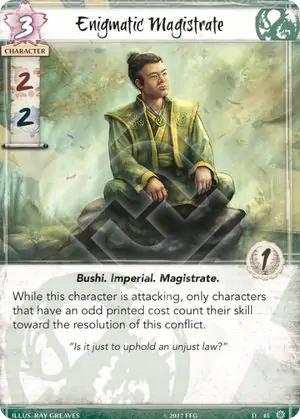 3
Enigmatic Magistrate
CHARACTER
2
2
1
Bushi. Imperial. Magistrate.
While this character is attacking, only characters
that have an odd printed cost count their skill
toward the resolution of this conflict.
"Is it just to uphold an unjust law?"
ILLUS. RAY GREAVES © 2017 FFG D 45